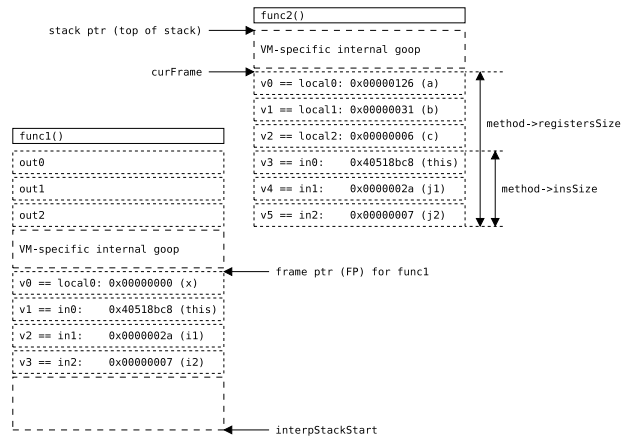 func2()
stack ptr (top of stack)
VM-specific internal goop
curFrame
v0 == local0: 0x00000126 (a)
v1 == local1: 0x00000031 (b)
method->registersSize
v2 == local2: 0x00000006 (c)
func1()
out0
v3 == in0: 0x40518bc8 (this)
out1
v4 == in1: 0x0000002a (j1)
method->insSize
out2
v5 == in2: 0x00000007 (j2)
VM-specific internal goop
frame ptr (FP) for func1
v0 == local0: 0x00000000 (x)
v1 == in0: 0x40518bc8 (this)
v2 == in1: 0x0000002a (i1)
v3 == in2: 0x00000007 (i2)
interpStackStart